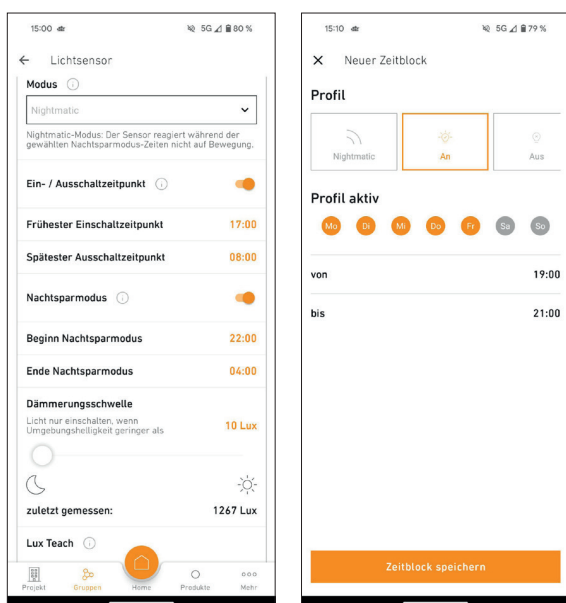 15:00
5G 80 %
Lichtsensor
Modus
Nightmatic
Nightmatic-Modus: Der Sensor reagiert während der
gewählten Nachtsparmodus-Zeiten nicht auf Bewegung.
Ein- / Ausschaltzeitpunkt
Frühester Einschaltzeitpunkt 17:00
Spätester Ausschaltzeitpunkt 08:00
Nachtsparmodus
Beginn Nachtsparmodus 22:00
Ende Nachtsparmodus 04:00
Dämmerungsschwelle
Licht nur einschalten, wenn
Umgebungshelligkeit geringer als
10 Lux
zuletzt gemessen: 1267 Lux
Lux Teach
Projekt Gruppen Home Produkte Mehr
15:10
5G 79 %
Neuer Zeitblock
Profil
Nightmatic An Aus
Profil aktiv
Mo Di Mi Do Fr Sa So
von 19:00
bis 21:00
Zeitblock speichern